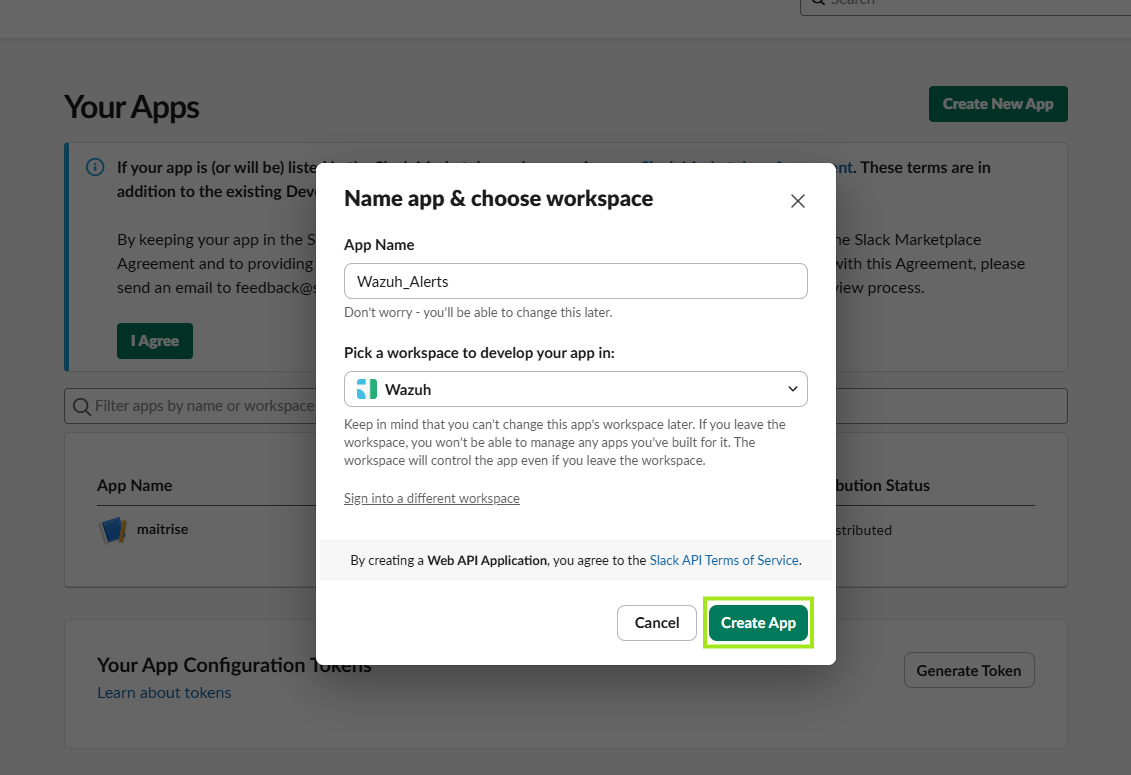 Search
Your Apps
Create New App
If your app is (or will be) liste
nt. These terms are in
addition to the existing Deve
By keeping your app in the S
he Slack Marketplace
Agreement and to providing
with this Agreement, please
send an email to feedback@s
view process.
I Agree
Filter apps by name or workspace
App Name
bution Status
maitrise
stributed
Your App Configuration Tokens
Learn about tokens
Generate Token
Name app & choose workspace
App Name
Wazuh_Alerts
Don't worry - you'll be able to change this later.
Pick a workspace to develop your app in:
Wazuh
Keep in mind that you can't change this app's workspace later. If you leave the
workspace, you won't be able to manage any apps you've built for it. The
workspace will control the app even if you leave the workspace.
Sign into a different workspace
By creating a Web API Application, you agree to the Slack API Terms of Service.
Cancel
Create App